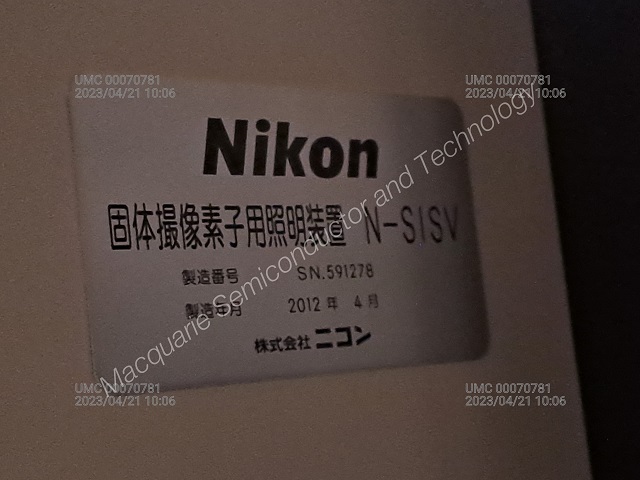 UMC 00070781 UMC 00070781
2023/04/21 10:06 2023/04/21 10:06
Nikon
固体撮像素子用照明装置 N-SISV
製造番号 SN.591278
製造年月 2012 年 4 月
株式会社 ニコン
Macquarie Semiconductor and Technology
UMC 00070781 UMC 00070781
2023/04/21 10:06 2023/04/21 10:06